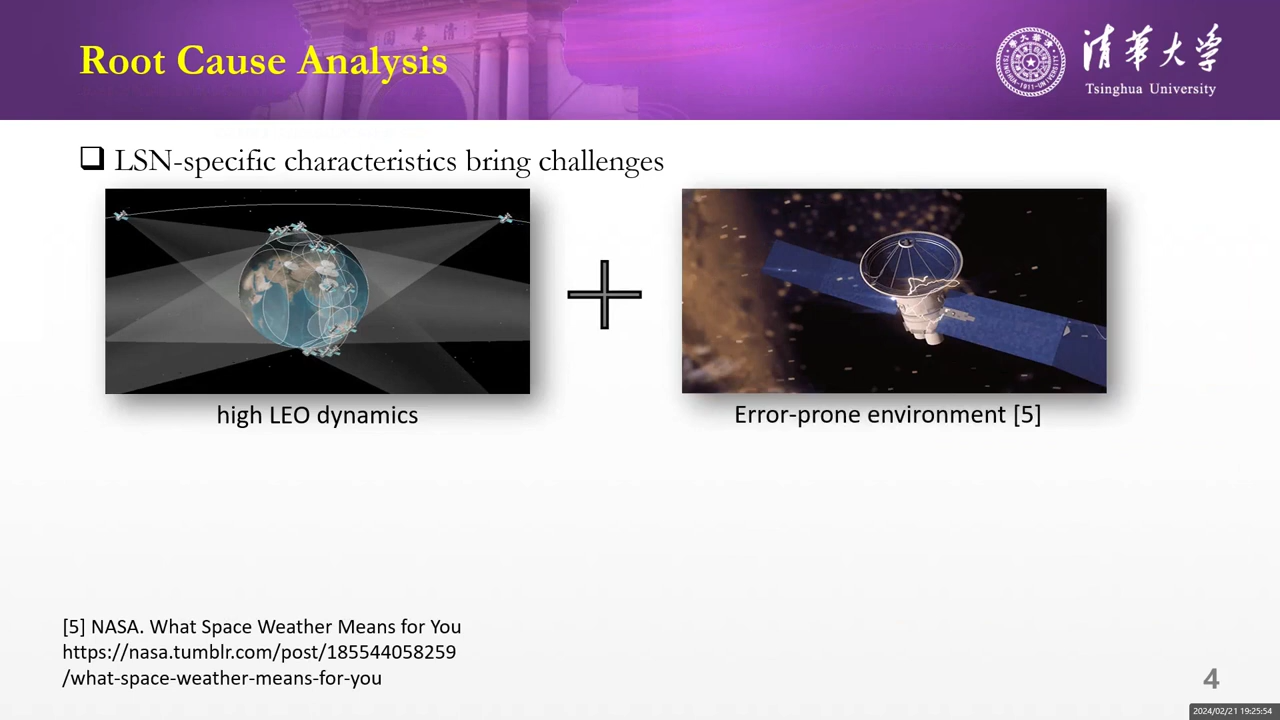 Root Cause Analysis
清華大学
Tsinghua University
LSN-specific characteristics bring challenges
high LEO dynamics
Error-prone environment [5]
[5] NASA. What Space Weather Means for You
https://nasa.tumblr.com/post/185544058259
/what-space-weather-means-for-you
4
2024/02/21 19:25:54